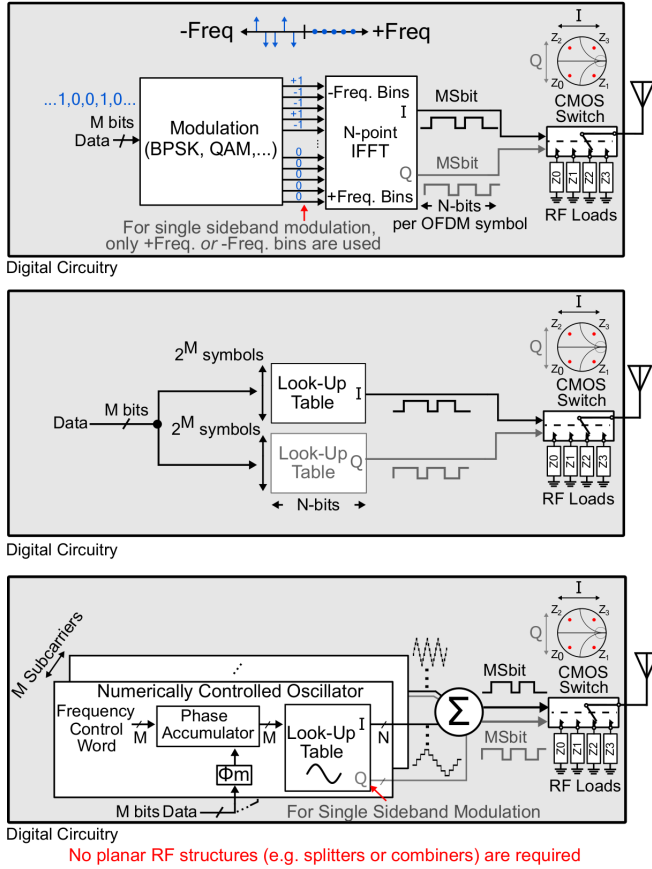 -Freq
+Freq
I
Z2
Z3
Q
Z0
Z1
CMOS
Switch
...1,0,0,1,0...
M bits
Data
Modulation
(BPSK, QAM,...)
+1
-1
-1
+1
-1
0
0
0
0
0
-Freq. Bins
I
N-point
IFFT
Q
+Freq. Bins
MSbit
MSbit
N-bits
per OFDM symbol
Z0
Z1
Z2
Z3
RF Loads
For single sideband modulation,
only +Freq. or -Freq. bins are used
Digital Circuitry
I
Z2
Z3
Q
Z0
Z1
CMOS
Switch
2M symbols
Look-Up
Table
I
M bits
Data
2M symbols
Look-Up
Table
Q
N-bits
Z0
Z1
Z2
Z3
RF Loads
Digital Circuitry
I
Z2
Z3
Q
Z0
Z1
CMOS
Switch
M Subcarriers
Numerically Controlled Oscillator
Frequency
Control
Word
M
Phase
Accumulator
M
Look-Up
Table
I
N
Q
Φm
M bits Data
Σ
MSbit
MSbit
Z0
Z1
Z2
Z3
RF Loads
For Single Sideband Modulation
Digital Circuitry
No planar RF structures (e.g. splitters or combiners) are required